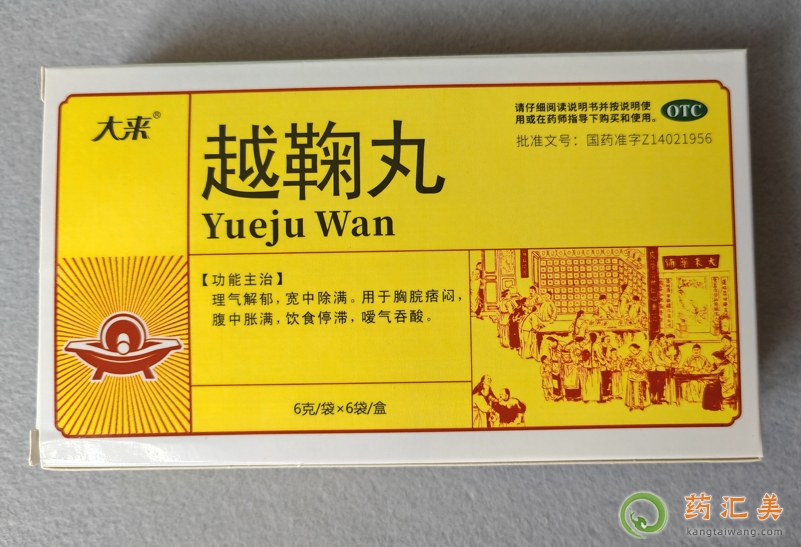 大来®
越鞠丸
Yueju Wan
请仔细阅读说明书并按说明使
用或在药师指导下购买和使用。
OTC
批准文号：国药准字Z14021956
【功能主治】
理气解郁，宽中除满。用于胸脘痞闷，
腹中胀满，饮食停滞，嗳气吞酸。
6克/袋×6袋/盒
药汇美
kangtaiwang.com